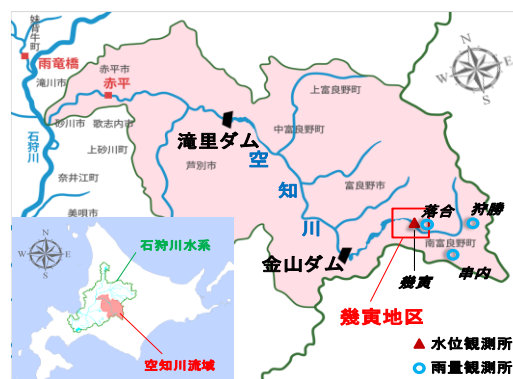 妹背牛町
雨竜橋
滝川市
赤平市
赤平
砂川市
歌志内市
石狩川
上砂川町
奈井江町
美唄市
芦別市
滝里ダム
空知川
上富良野町
中富良野町
富良野市
金山ダム
落合
狩勝
南富良野町
幾寅
串内
幾寅地区
水位観測所
雨量観測所
N
W
E
S
N
W
E
S
石狩川水系
空知川流域